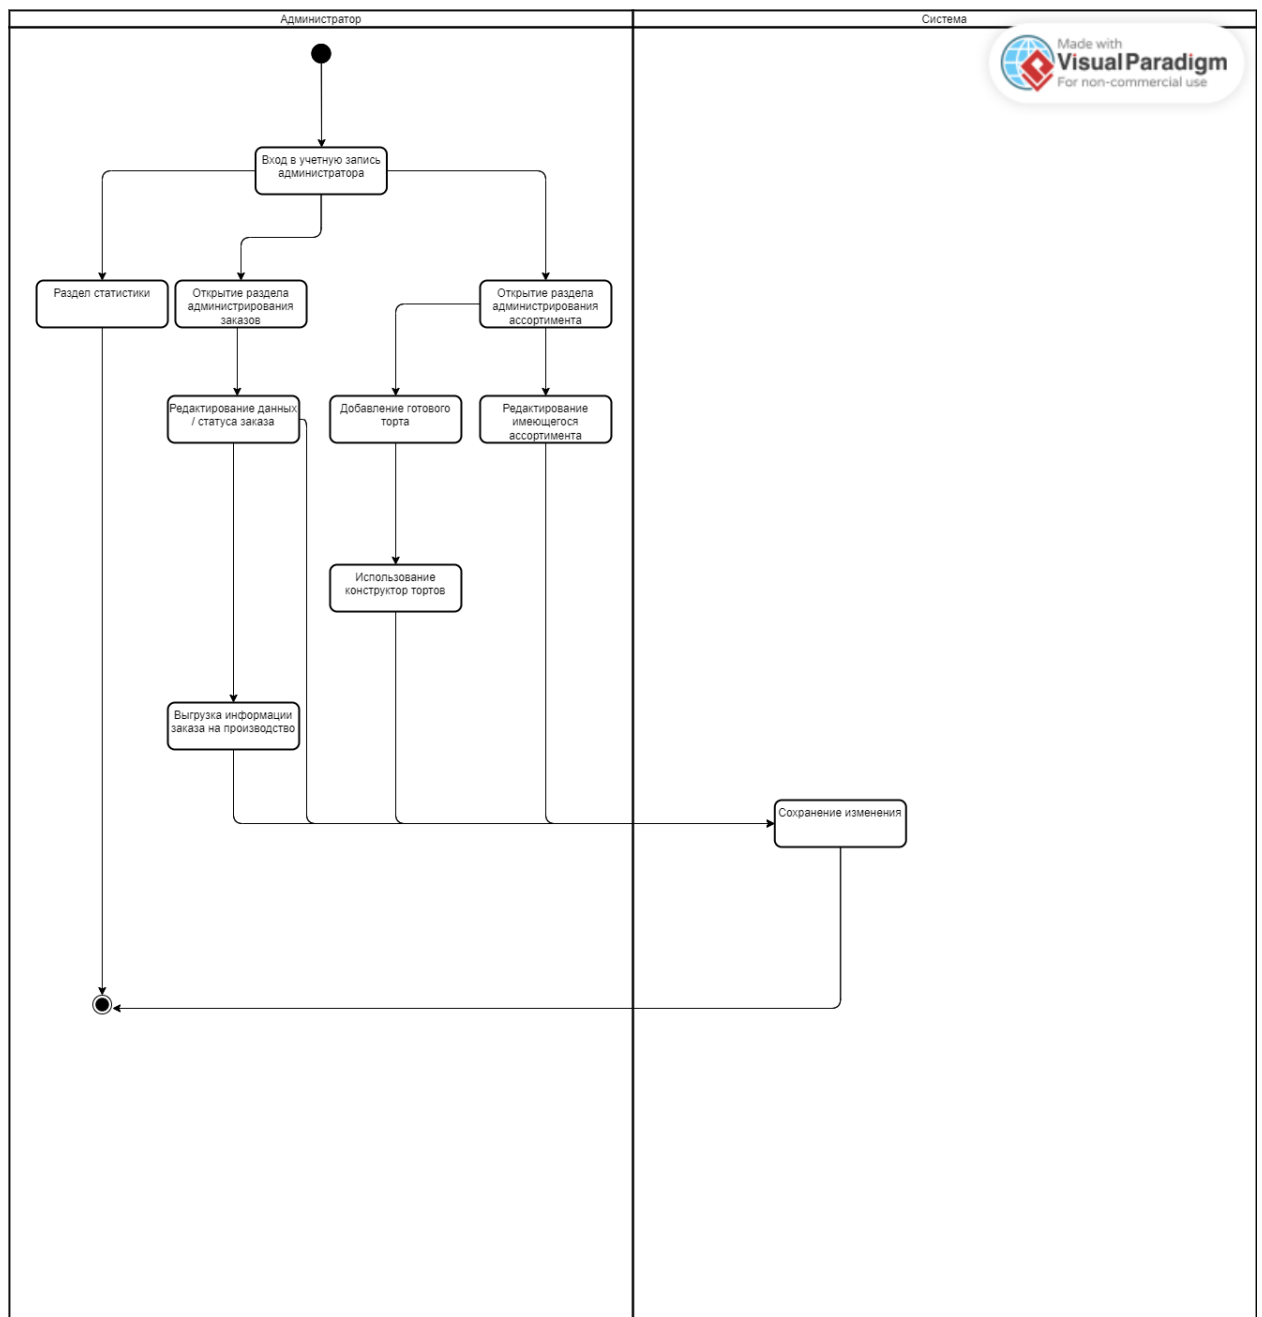 Администратор
Система
Made with
Visual Paradigm
For non-commercial use
Вход в учетную запись
администратора
Раздел статистики
Открытие раздела
администрирования
заказов
Открытие раздела
администрирования
ассортимента
Редактирование данных
/ статуса заказа
Добавление готового
торта
Редактирование
имеющегося
ассортимента
Использование
конструктор тортов
Выгрузка информации
заказа на производство
Сохранение изменения